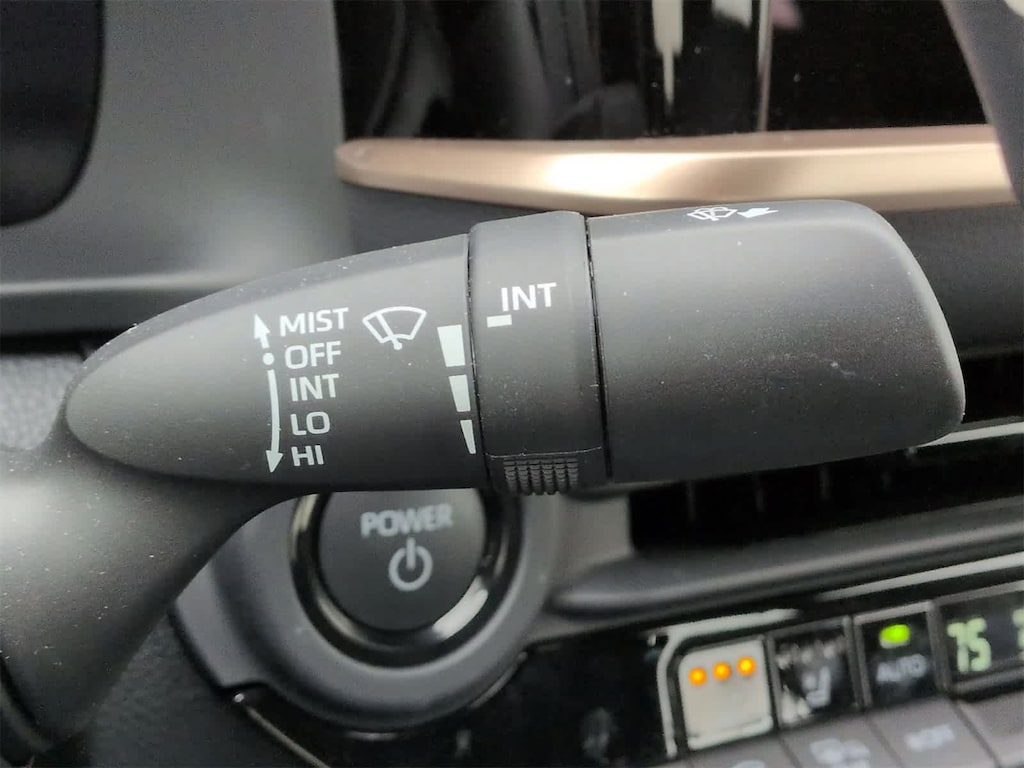 INT
MIST
OFF
INT
LO
HI
POWER
AUTO
75